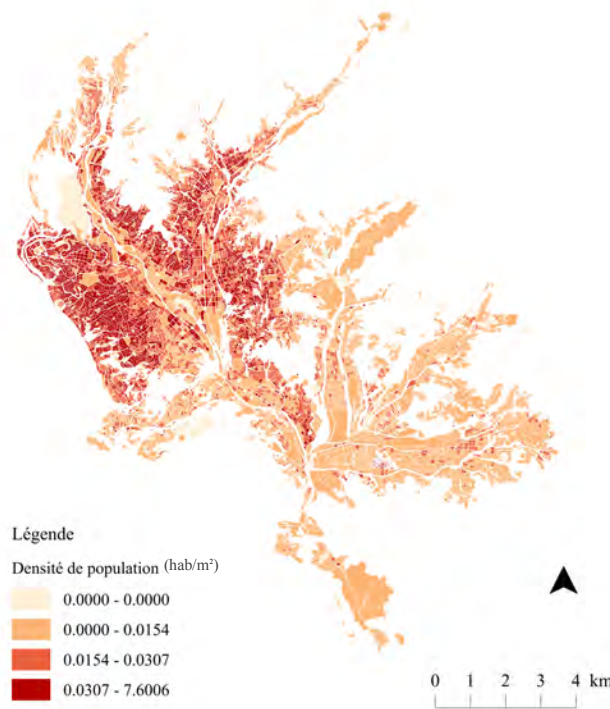 Légende
Densité de population (hab/m²)
0.0000 - 0.0000
0.0000 - 0.0154
0.0154 - 0.0307
0.0307 - 7.6006
0 1 2 3 4 km